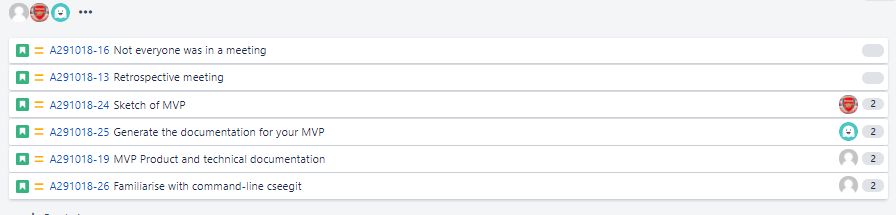 A291018-16 Not everyone was in a meeting
A291018-13 Retrospective meeting
A291018-24 Sketch of MVP 2
A291018-25 Generate the documentation for your MVP 2
A291018-19 MVP Product and technical documentation 2
A291018-26 Familiarise with command-line cseegit 2